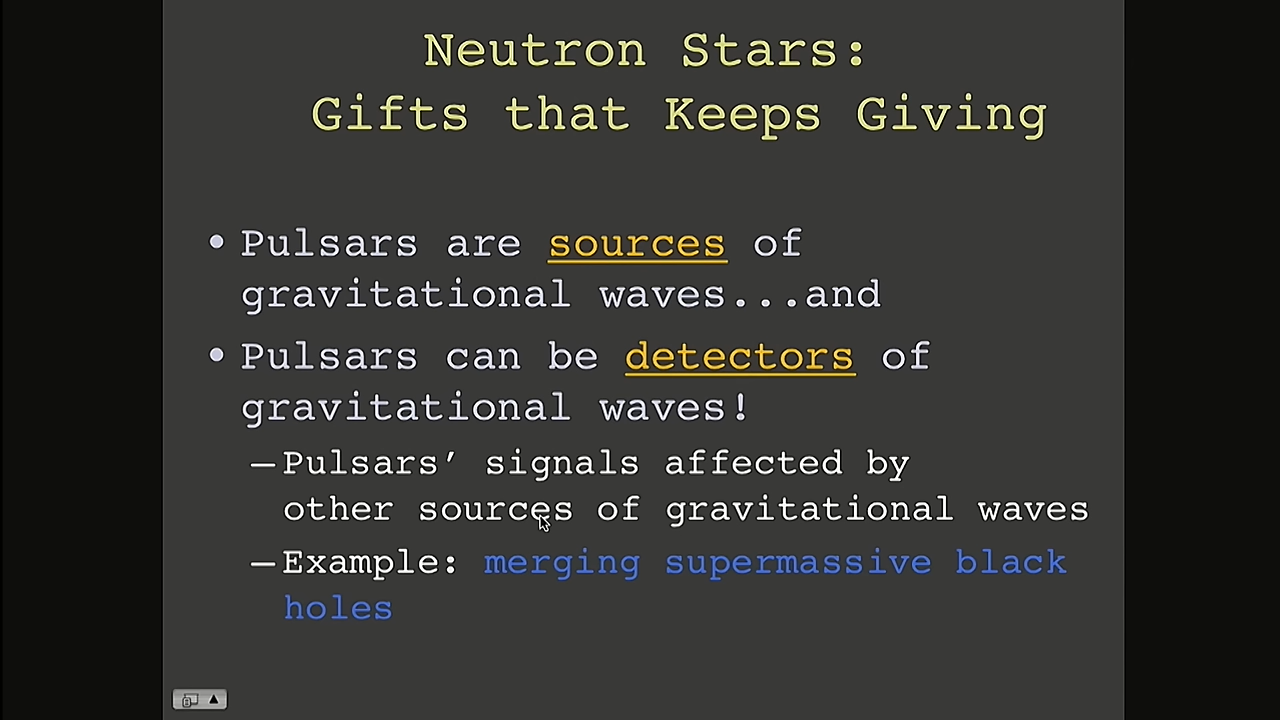 Neutron Stars:
Gifts that Keeps Giving
• Pulsars are sources of
gravitational waves...and
• Pulsars can be detectors of
gravitational waves!
—Pulsars’ signals affected by
other sources of gravitational waves
—Example: merging supermassive black
holes